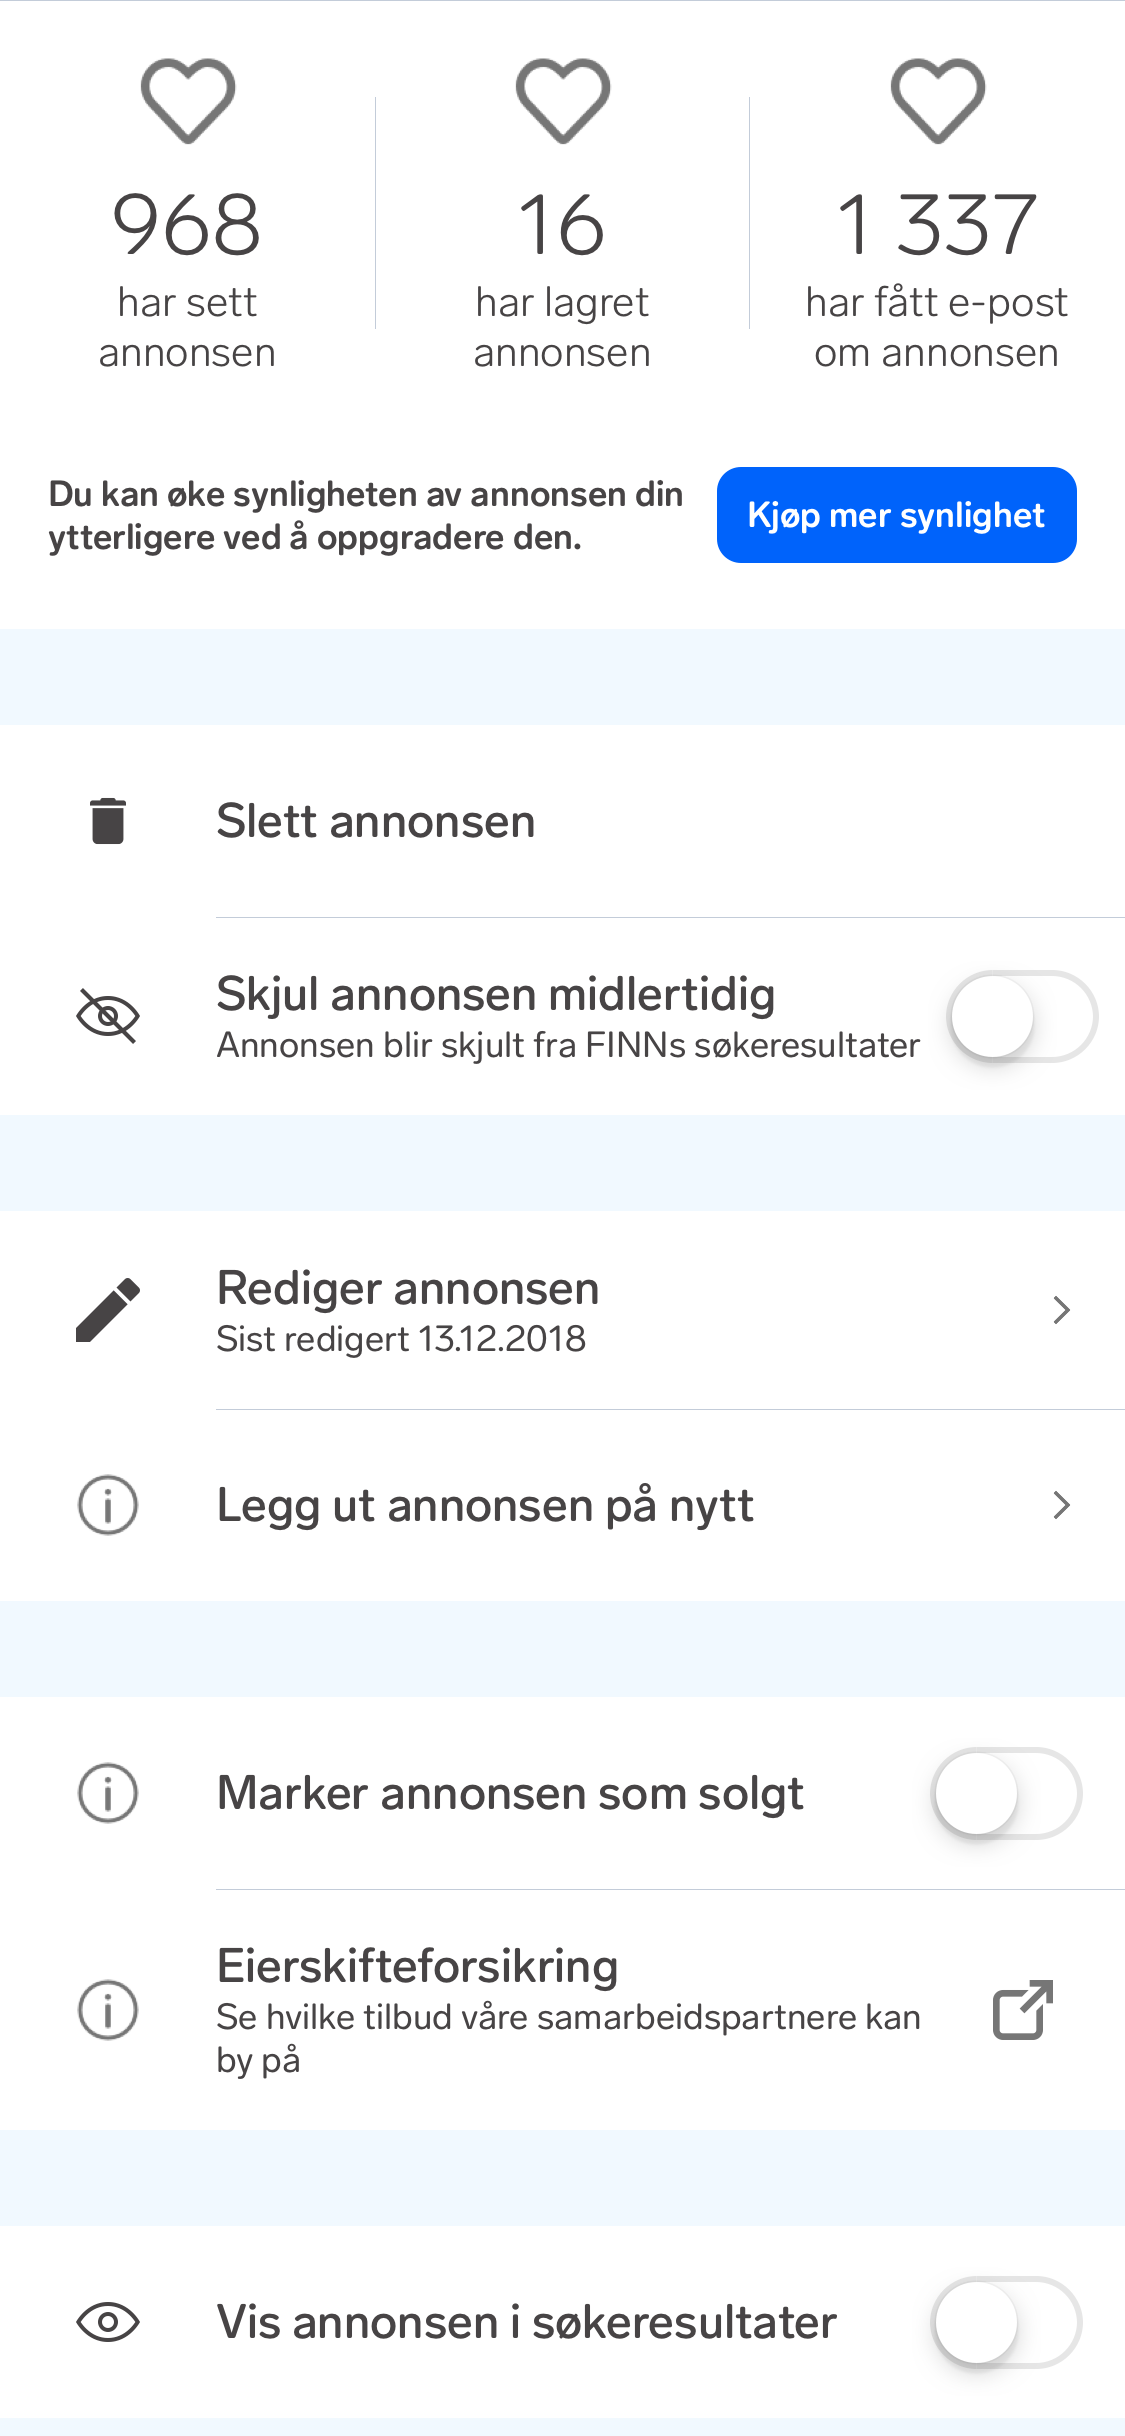 968
har sett
annonsen
16
har lagret
annonsen
1 337
har fått e-post
om annonsen
Du kan øke synligheten av annonsen din
ytterligere ved å oppgradere den.
Kjøp mer synlighet
Slett annonsen
Skjul annonsen midlertidig
Annonsen blir skjult fra FINNs søkeresultater
Rediger annonsen
Sist redigert 13.12.2018
Legg ut annonsen på nytt
Marker annonsen som solgt
Eierskifteforsikring
Se hvilke tilbud våre samarbeidspartnere kan
by på
Vis annonsen i søkeresultater